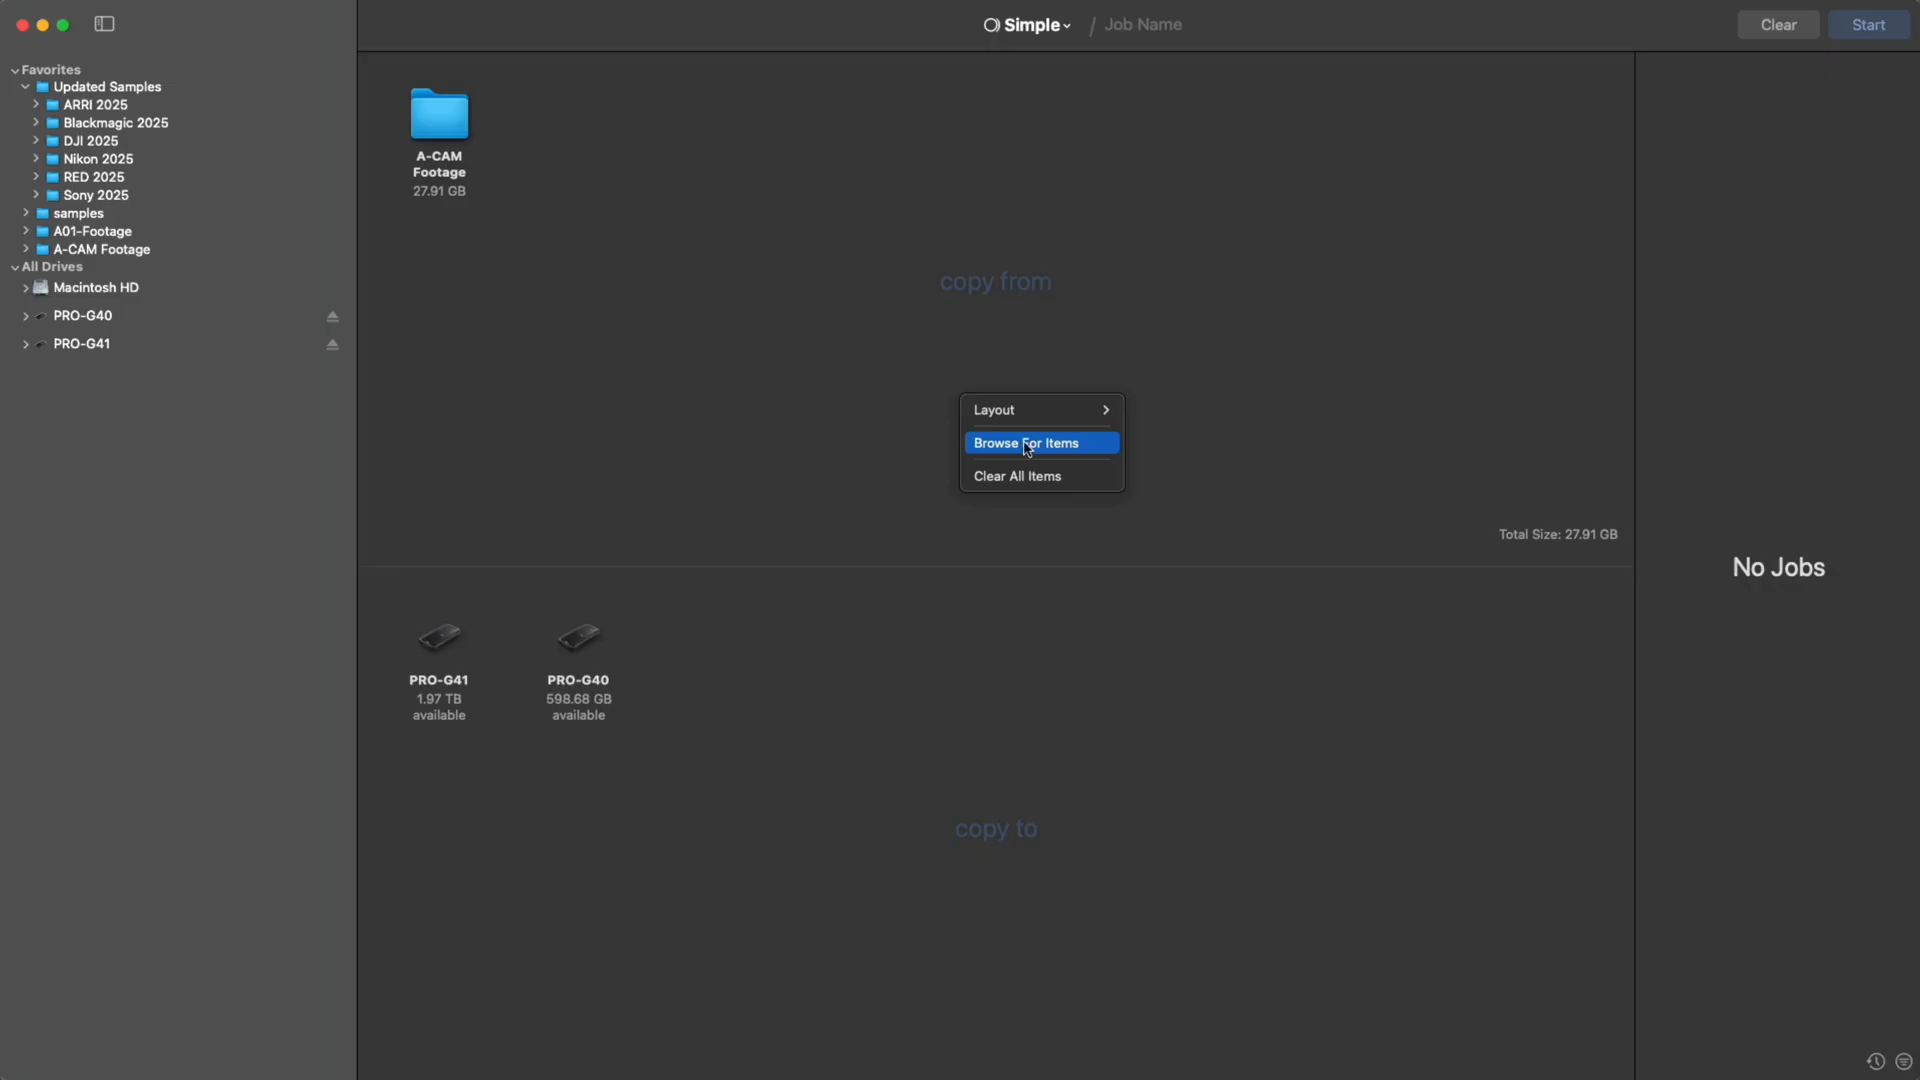 Simple
/ Job Name
Clear
Start
Favorites
Updated Samples
ARRI 2025
Blackmagic 2025
DJI 2025
Nikon 2025
RED 2025
Sony 2025
samples
A01-Footage
A-CAM Footage
All Drives
Macintosh HD
PRO-G40
PRO-G41
A-CAM
Footage
27.91 GB
copy from
Layout
Browse For Items
Clear All Items
Total Size: 27.91 GB
No Jobs
PRO-G41
1.97 TB
available
PRO-G40
598.68 GB
available
copy to